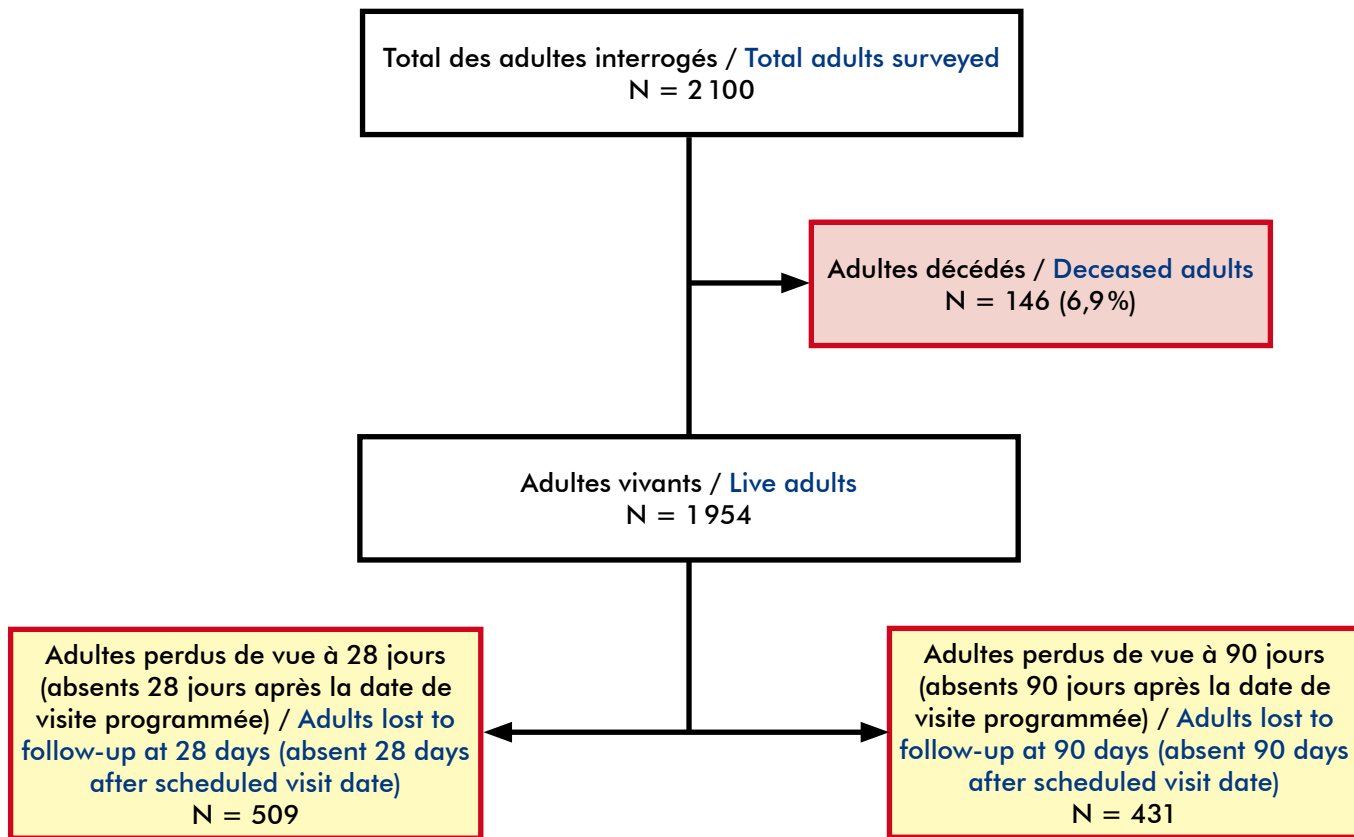 Total des adultes interrogés / Total adults surveyed
N = 2 100
Adultes décédés / Deceased adults
N = 146 (6,9 %)
Adultes vivants / Live adults
N = 1 954
Adultes perdus de vue à 28 jours
(absents 28 jours après la date de
visite programmée) / Adults lost to
follow-up at 28 days (absent 28 days
after scheduled visit date)
N = 509
Adultes perdus de vue à 90 jours
(absents 90 jours après la date de
visite programmée) / Adults lost to
follow-up at 90 days (absent 90 days
after scheduled visit date)
N = 431